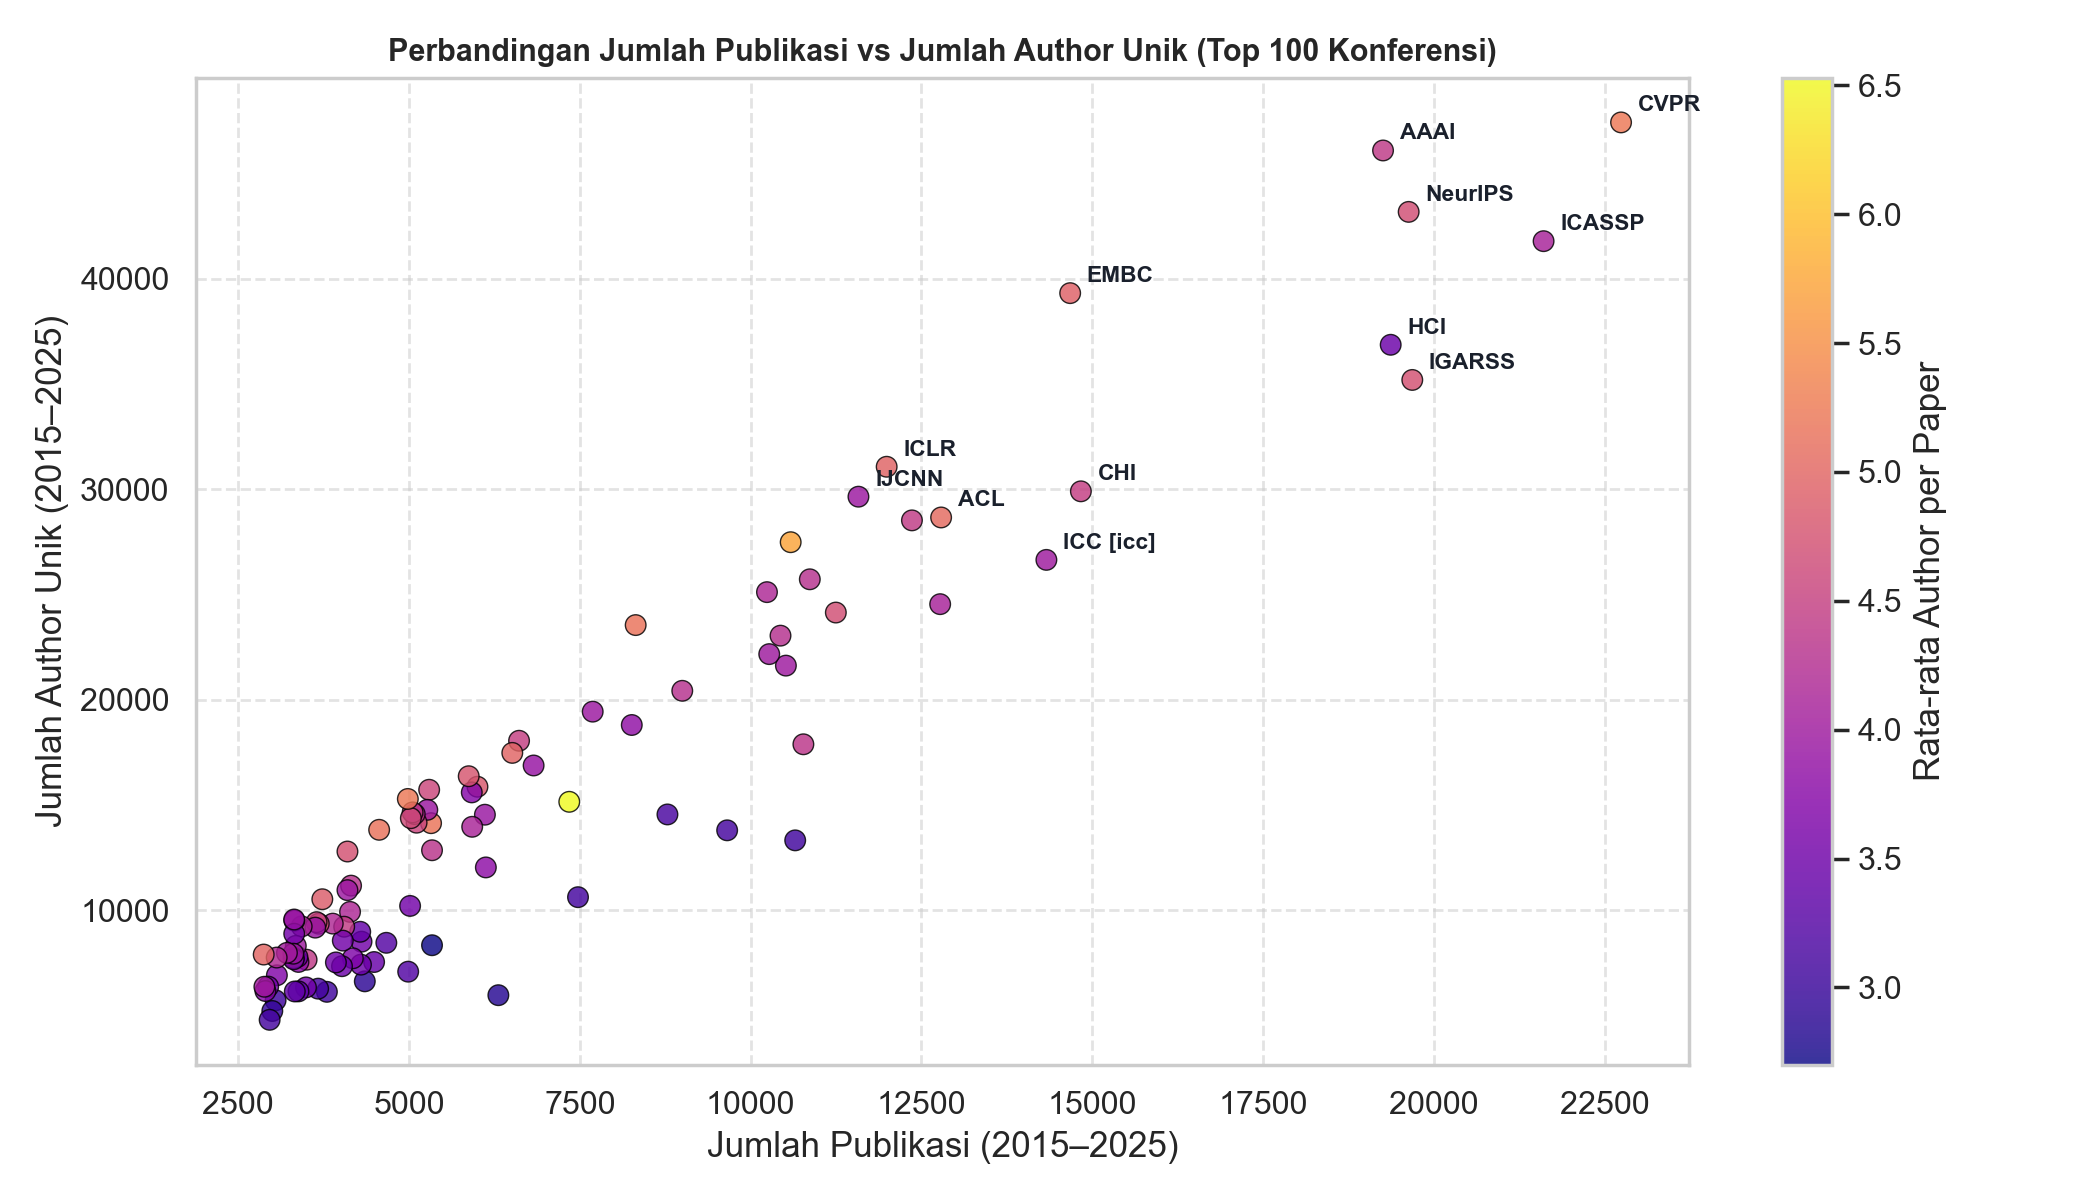 Perbandingan Jumlah Publikasi vs Jumlah Author Unik (Top 100 Konferensi)
CVPR
AAAI
NeurIPS
ICASSP
EMBC
HCI
IGARSS
ICLR
IJCNN
CHI
ACL
ICC [icc]
Jumlah Author Unik (2015–2025)
40000
30000
20000
10000
2500
5000
7500
10000
12500
15000
17500
20000
22500
Jumlah Publikasi (2015–2025)
6.5
6.0
5.5
5.0
4.5
4.0
3.5
3.0
Rata-rata Author per Paper